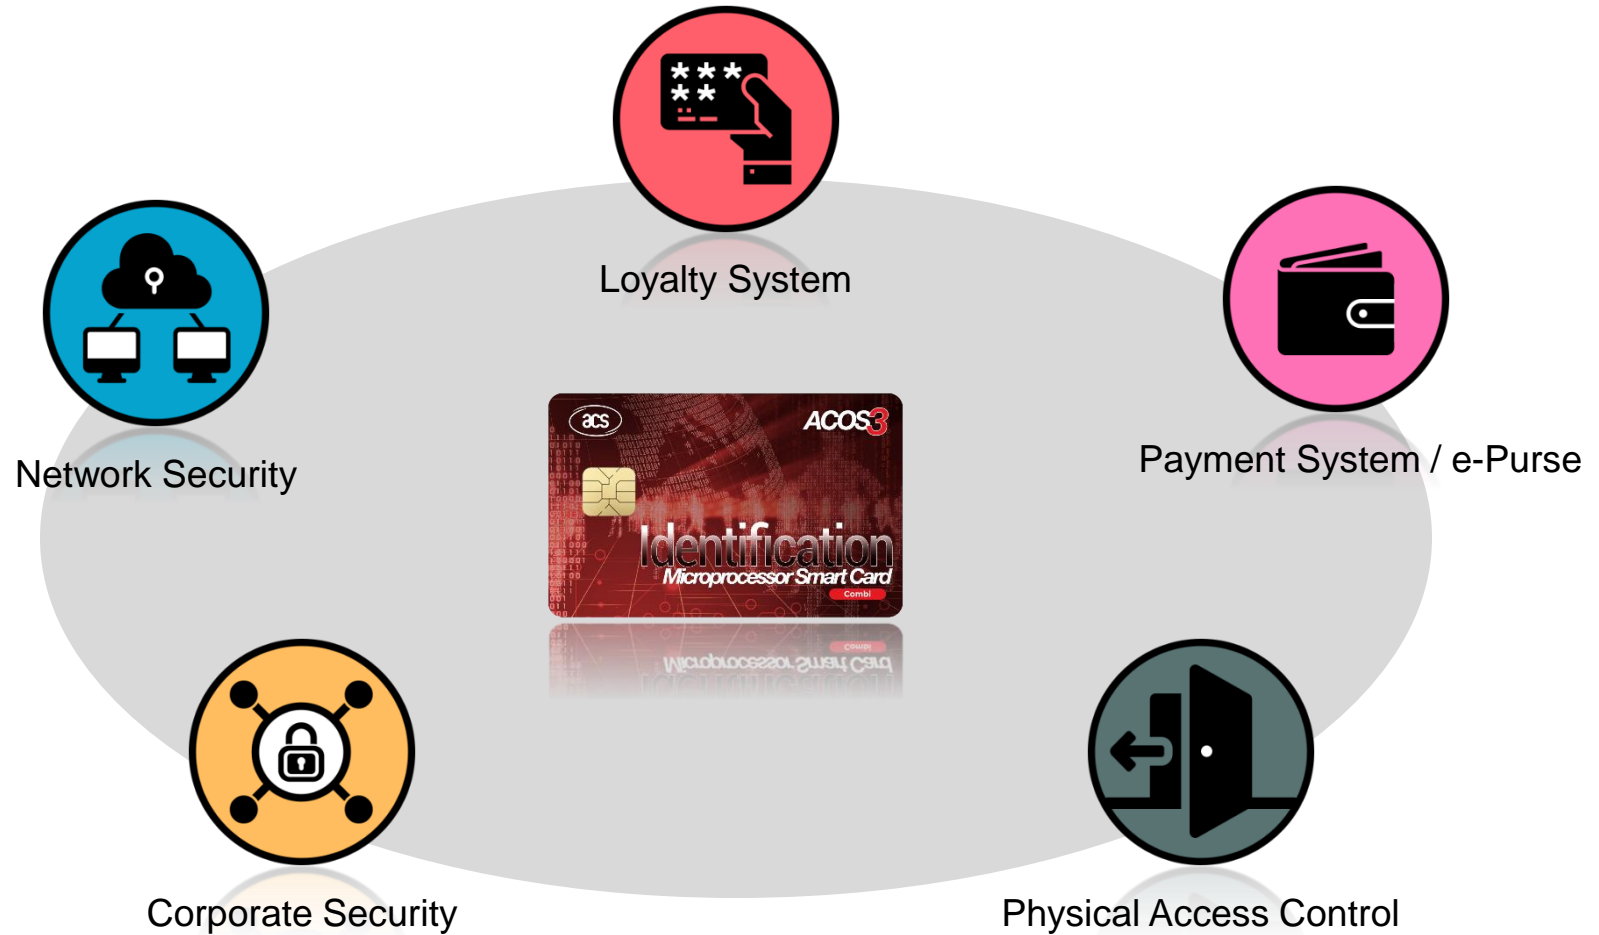 Loyalty System
Network Security
Payment System / e-Purse
acs
ACOS3
Identification
Microprocessor Smart Card
Combi
Corporate Security
Physical Access Control